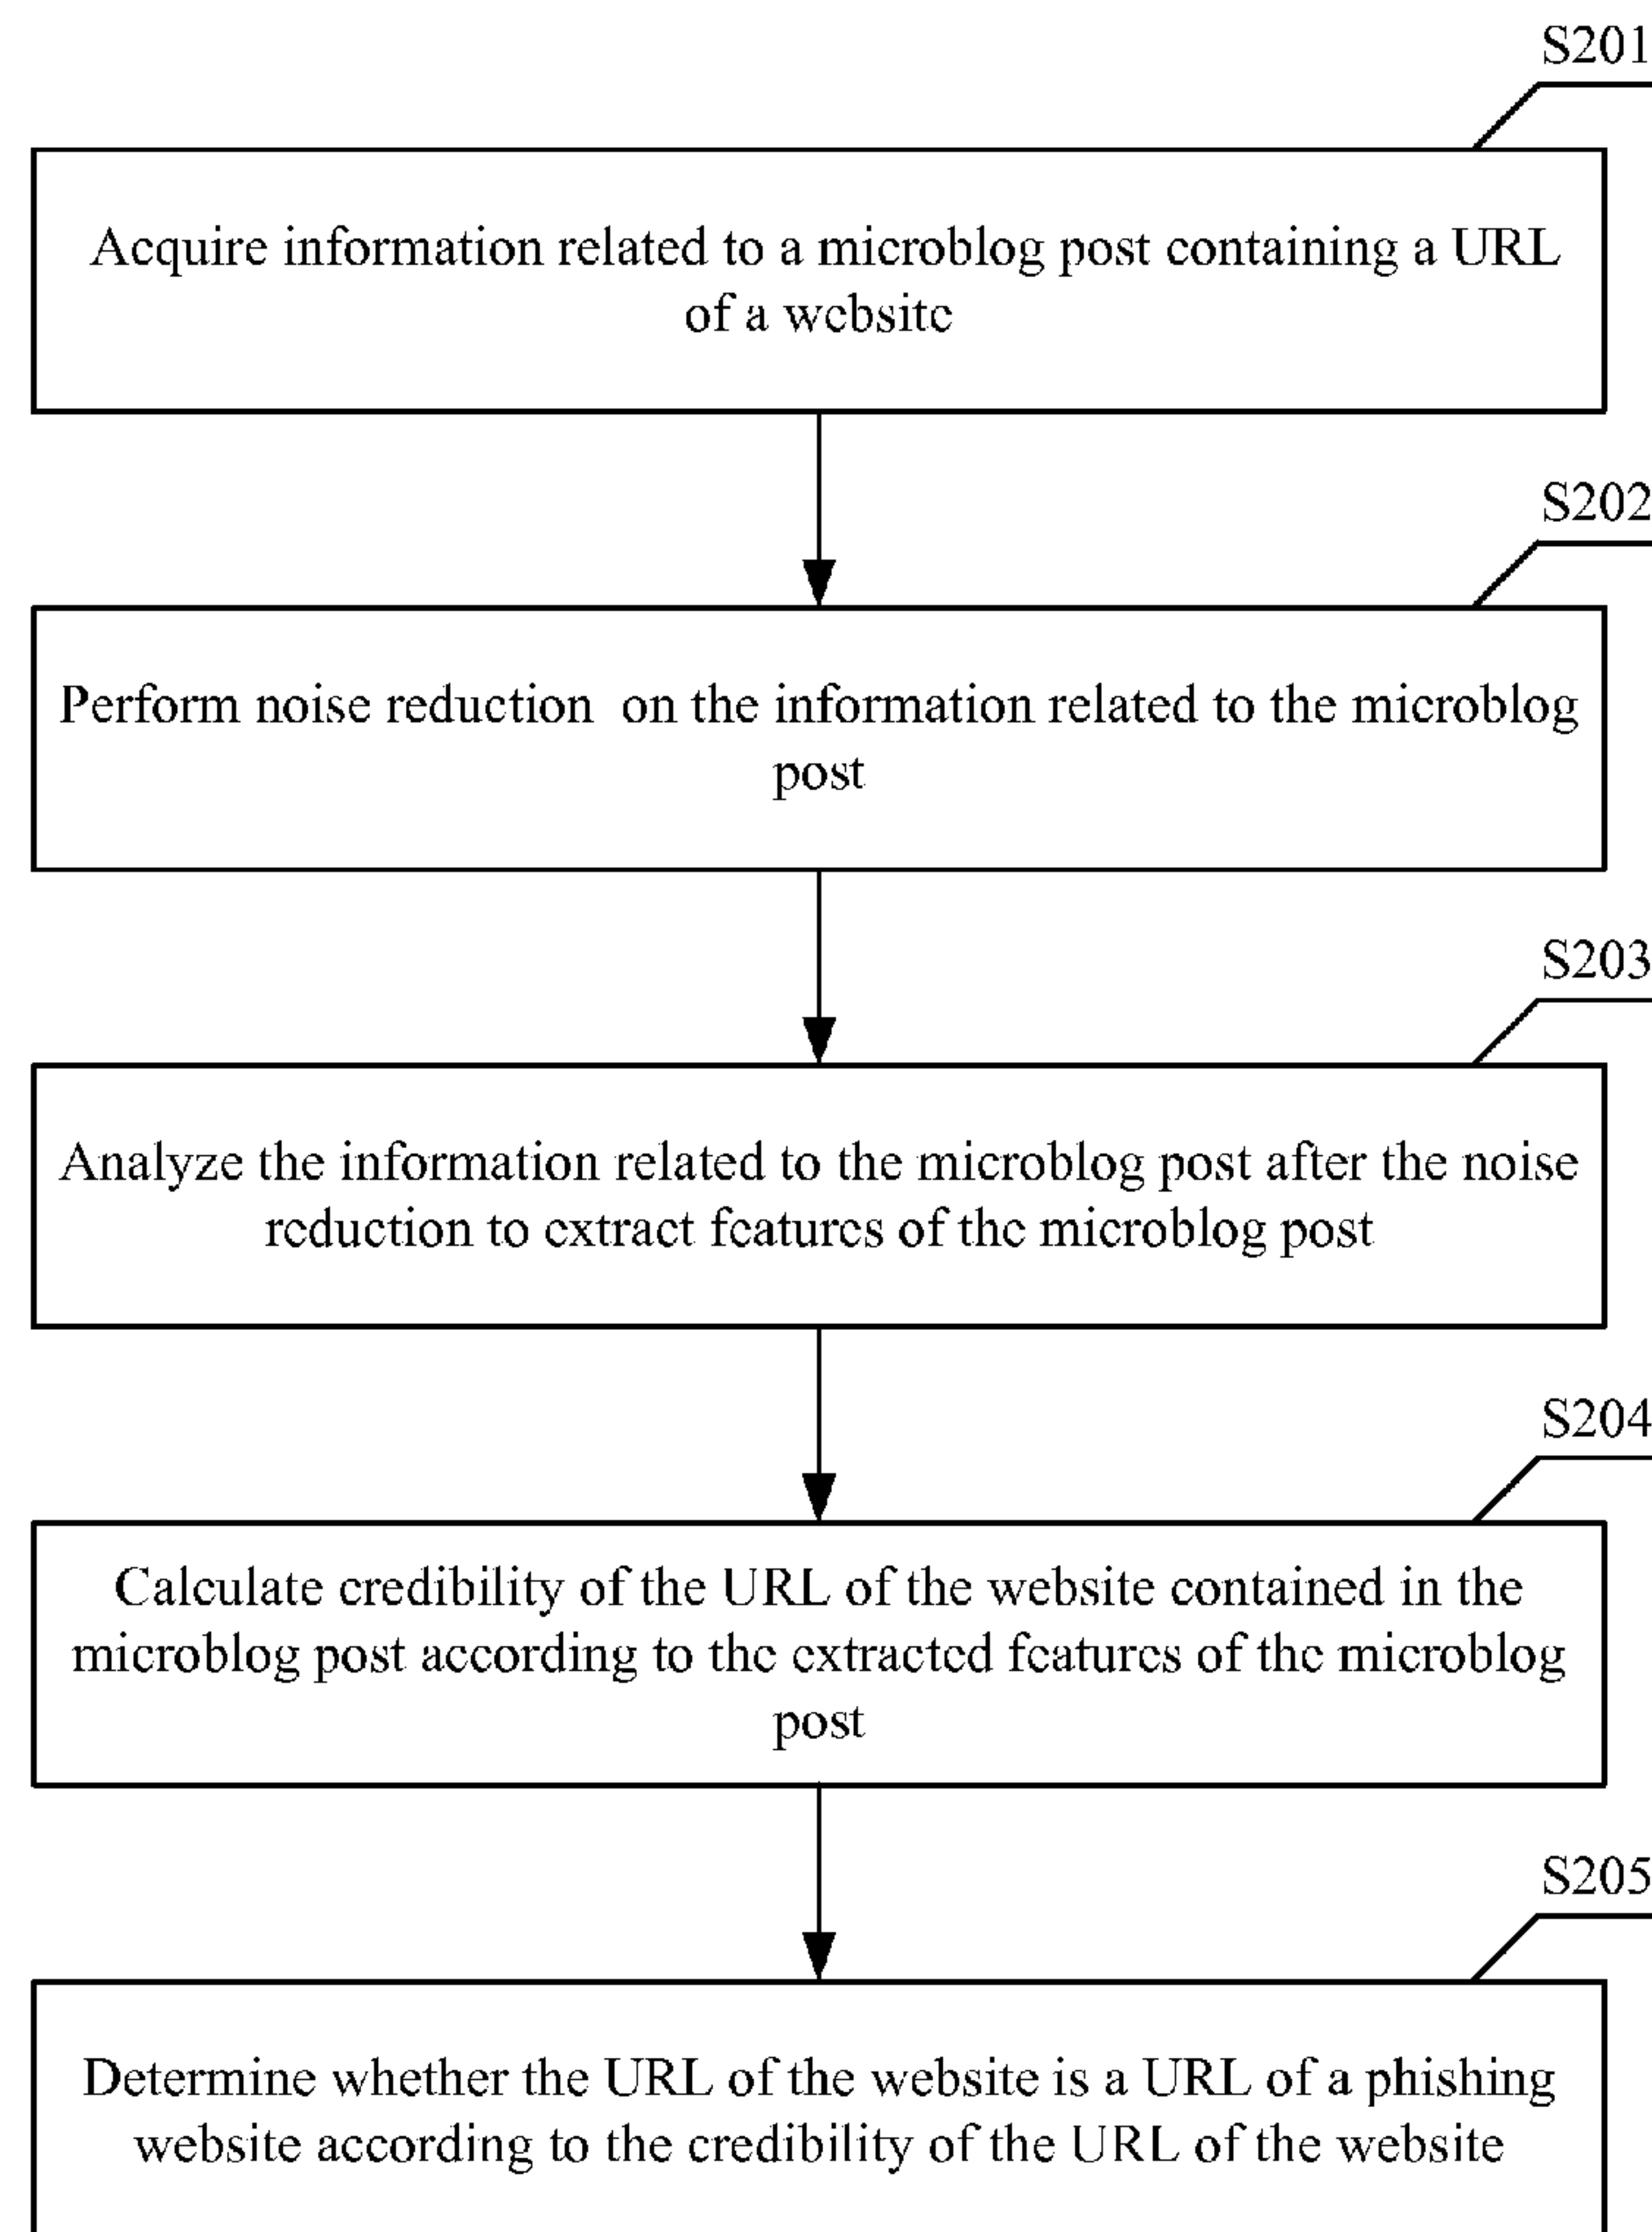 S201
Acquire information related to a microblog post containing a URL
of a website
S202
Perform noise reduction on the information related to the microblog
post
S203
Analyze the information related to the microblog post after the noise
reduction to extract features of the microblog post
S204
Calculate credibility of the URL of the website contained in the
microblog post according to the extracted features of the microblog
post
S205
Determine whether the URL of the website is a URL of a phishing
website according to the credibility of the URL of the website